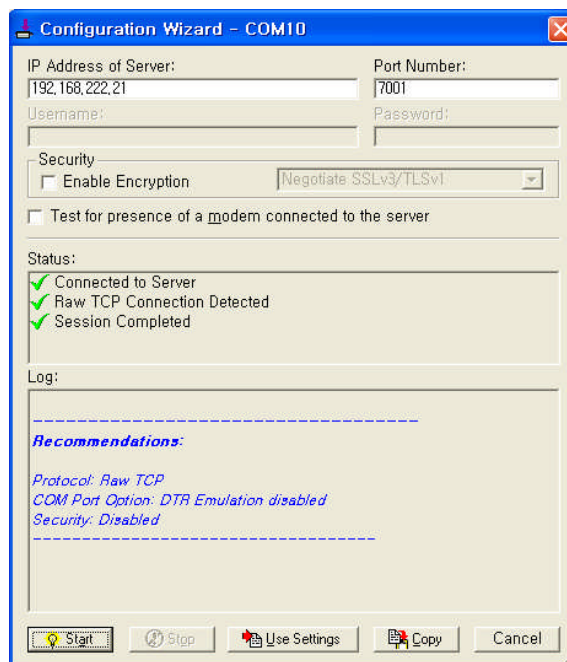 Configuration Wizard - COM10
IP Address of Server: Port Number:
192,168,222,21 7001
Username: Password:
Security
Enable Encryption Negotiate SSLv3/TLSv1
Test for presence of a modem connected to the server
Status:
Connected to Server
Raw TCP Connection Detected
Session Completed
Log:
Recommendations:
Protocol: Raw TCP
COM Port Option: DTR Emulation disabled
Security: Disabled
Start Stop Use Settings Copy Cancel